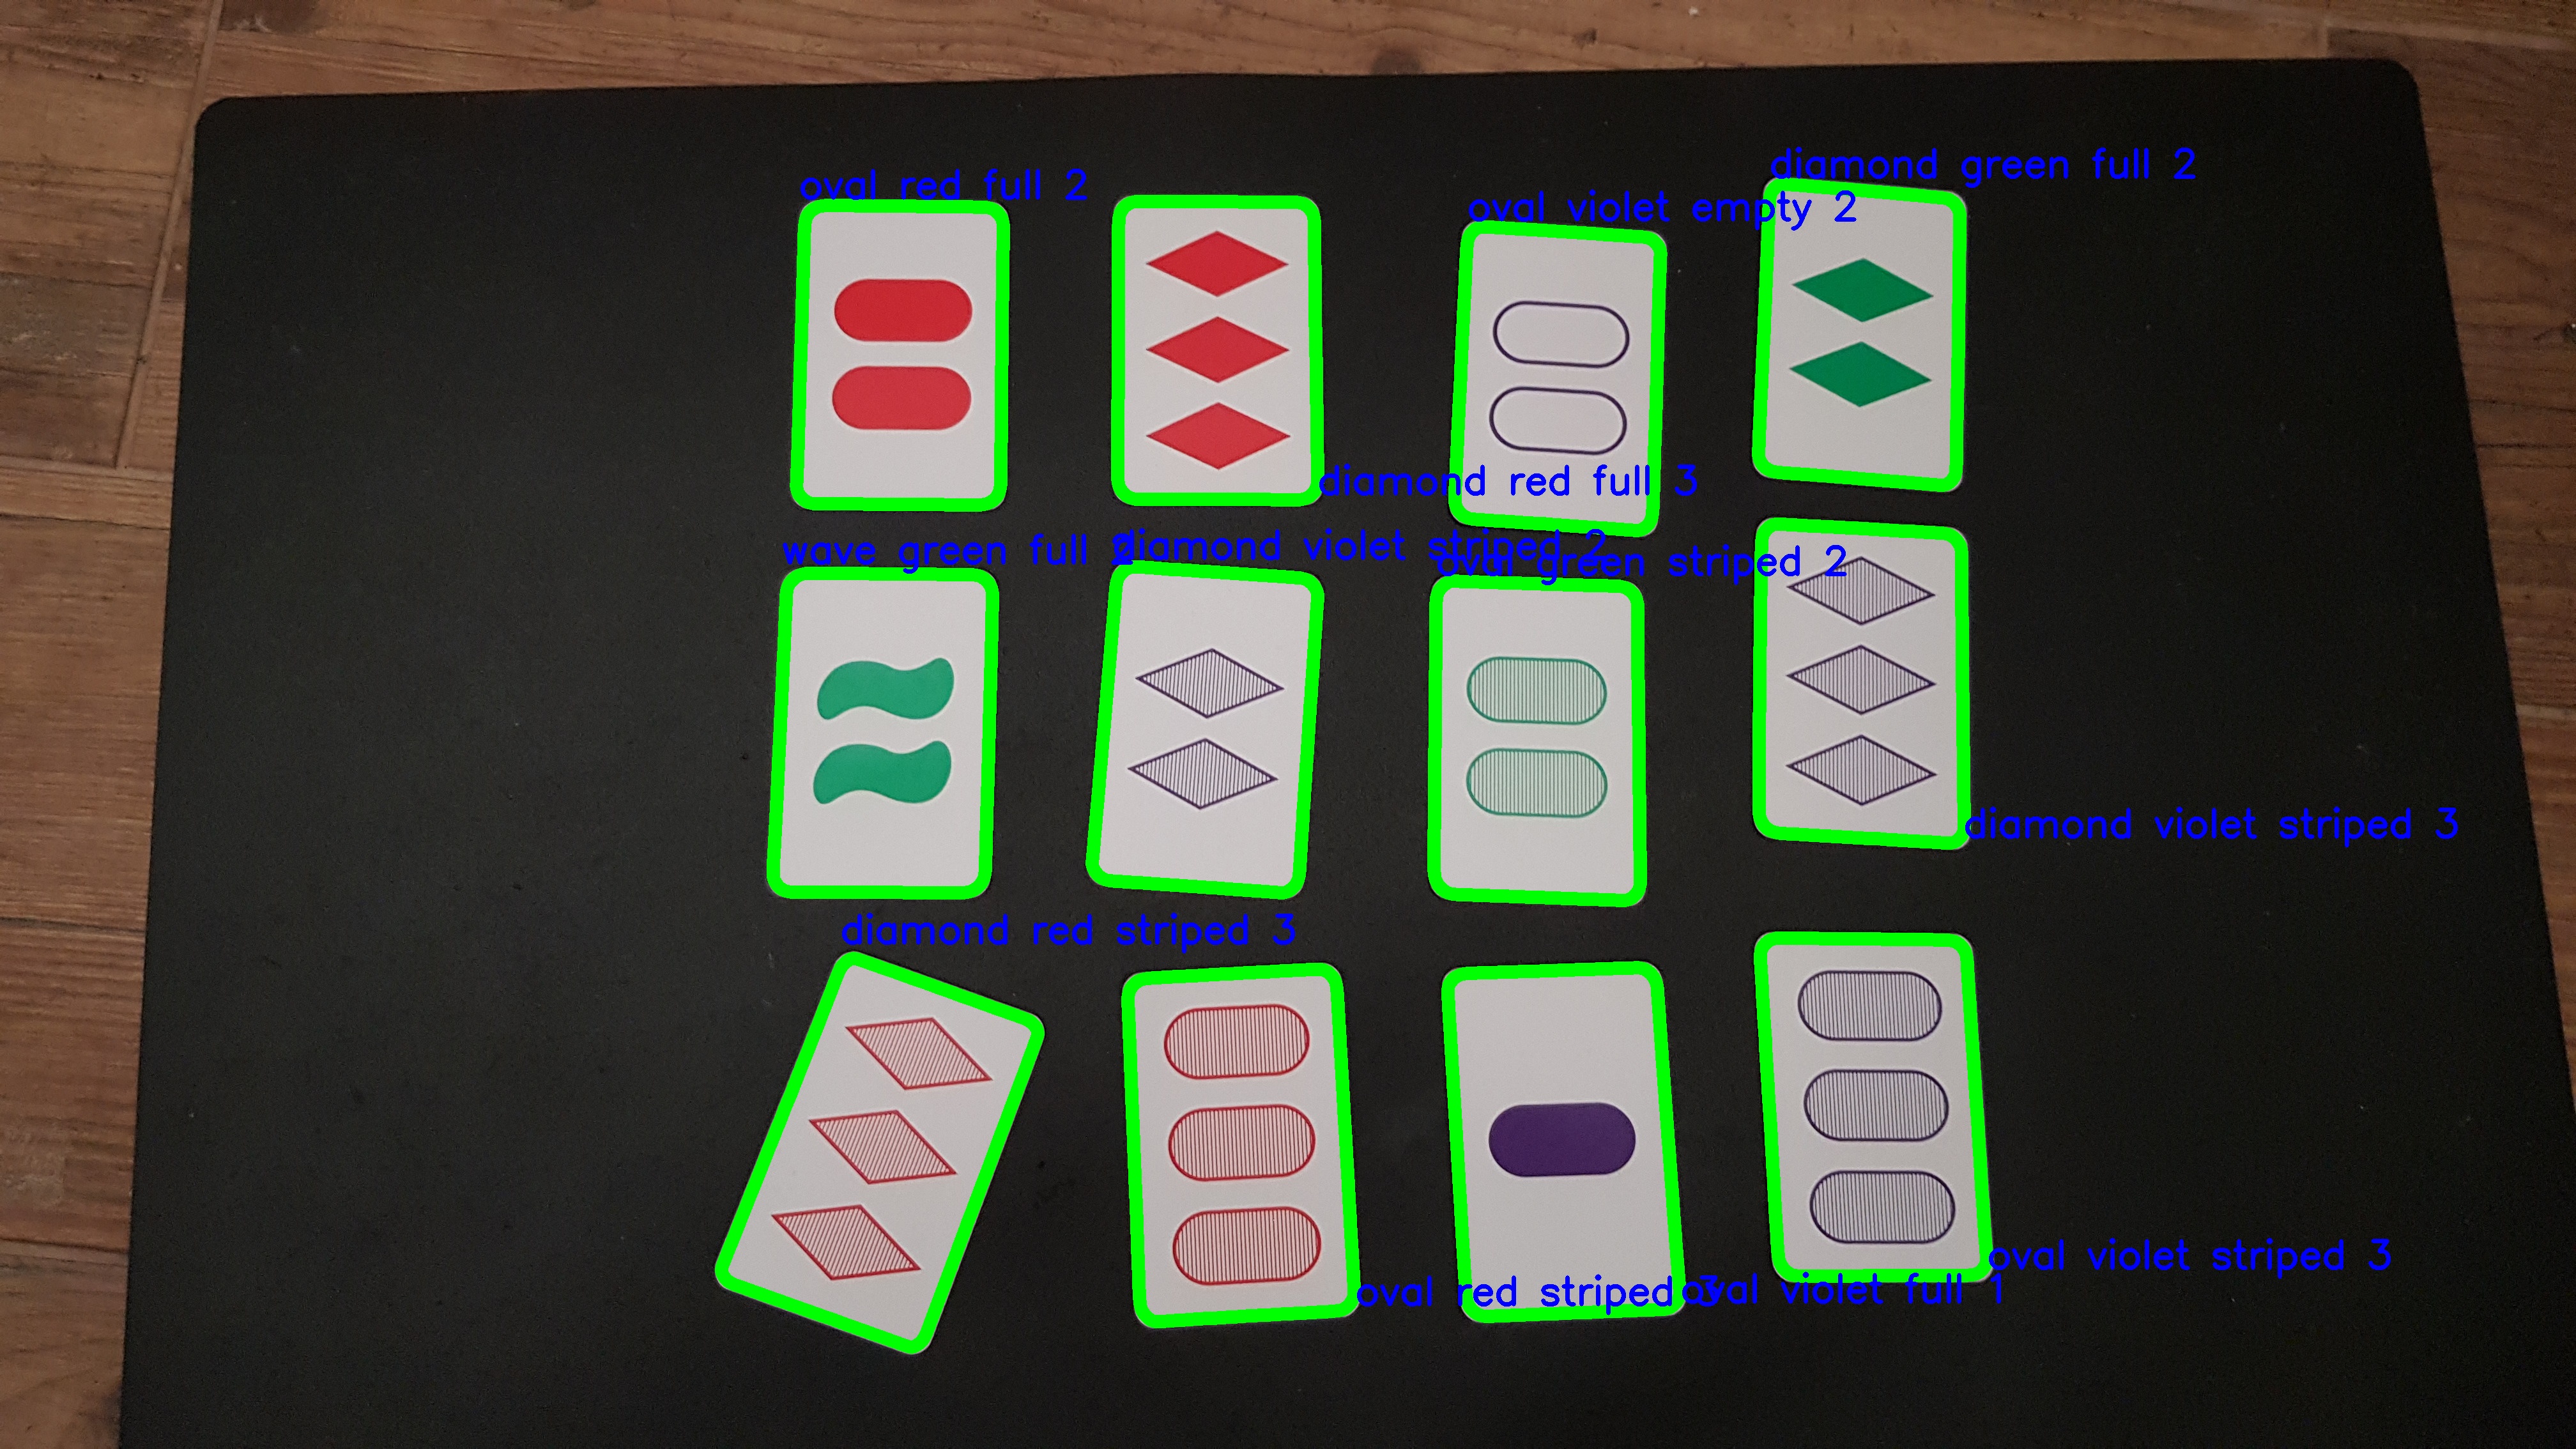 diamond green full 2
oval red full 2
oval violet empty 2
diamond red full 3
wave green full 2
diamond violet striped 2
oval green striped 2
diamond violet striped 3
diamond red striped 3
oval violet striped 3
oval red striped 3
oval violet full 1